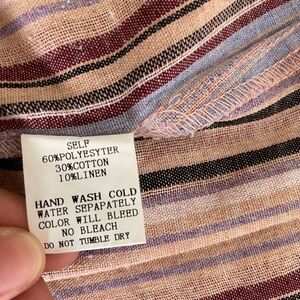 SELF
60%POLYESYTER
30%COTTON
10%LINEN
HAND WASH COLD
WATER SEPAPATELY
COLOR WILL BLEED
NO BLEACH
DO NOT TUMBLE DRY